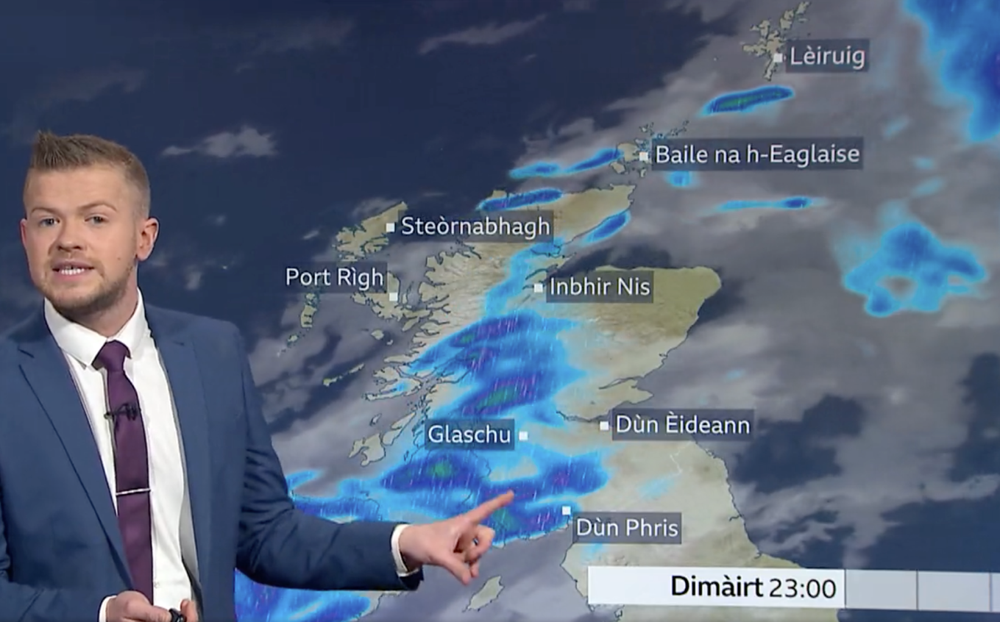 Lèiruig
Baile na h-Eaglaise
Steòrnabhagh
Port Rìgh
Inbhir Nis
Dùn Èideann
Glaschu
Dùn Phris
Dimàirt 23:00